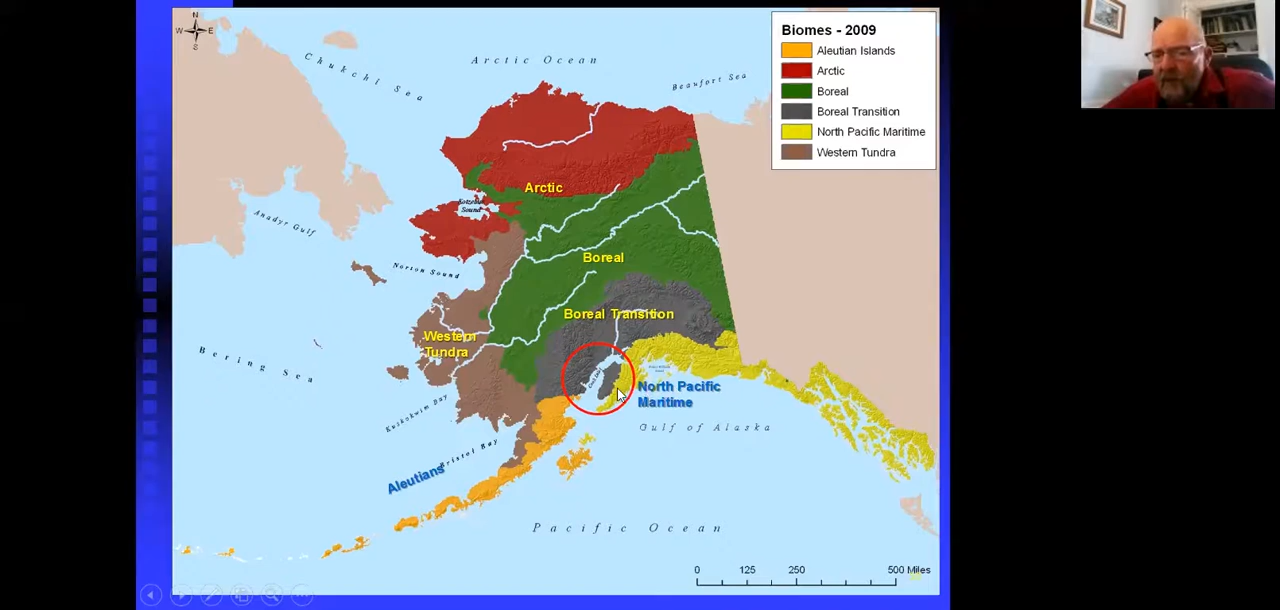 N
W E
S
Chukchi Sea
Arctic Ocean
Beaufort Sea
Biomes - 2009
Aleutian Islands
Arctic
Boreal
Boreal Transition
North Pacific Maritime
Western Tundra
Arctic
Kotzebue
Sound
Anadyr Gulf
Norton Sound
Boreal
Boreal Transition
Western
Tundra
Bering Sea
Cook Inlet
North Pacific
Maritime
Kuskokwim Bay
Gulf of Alaska
Bristol Bay
Aleutians
Pacific Ocean
0 125 250 500 Miles